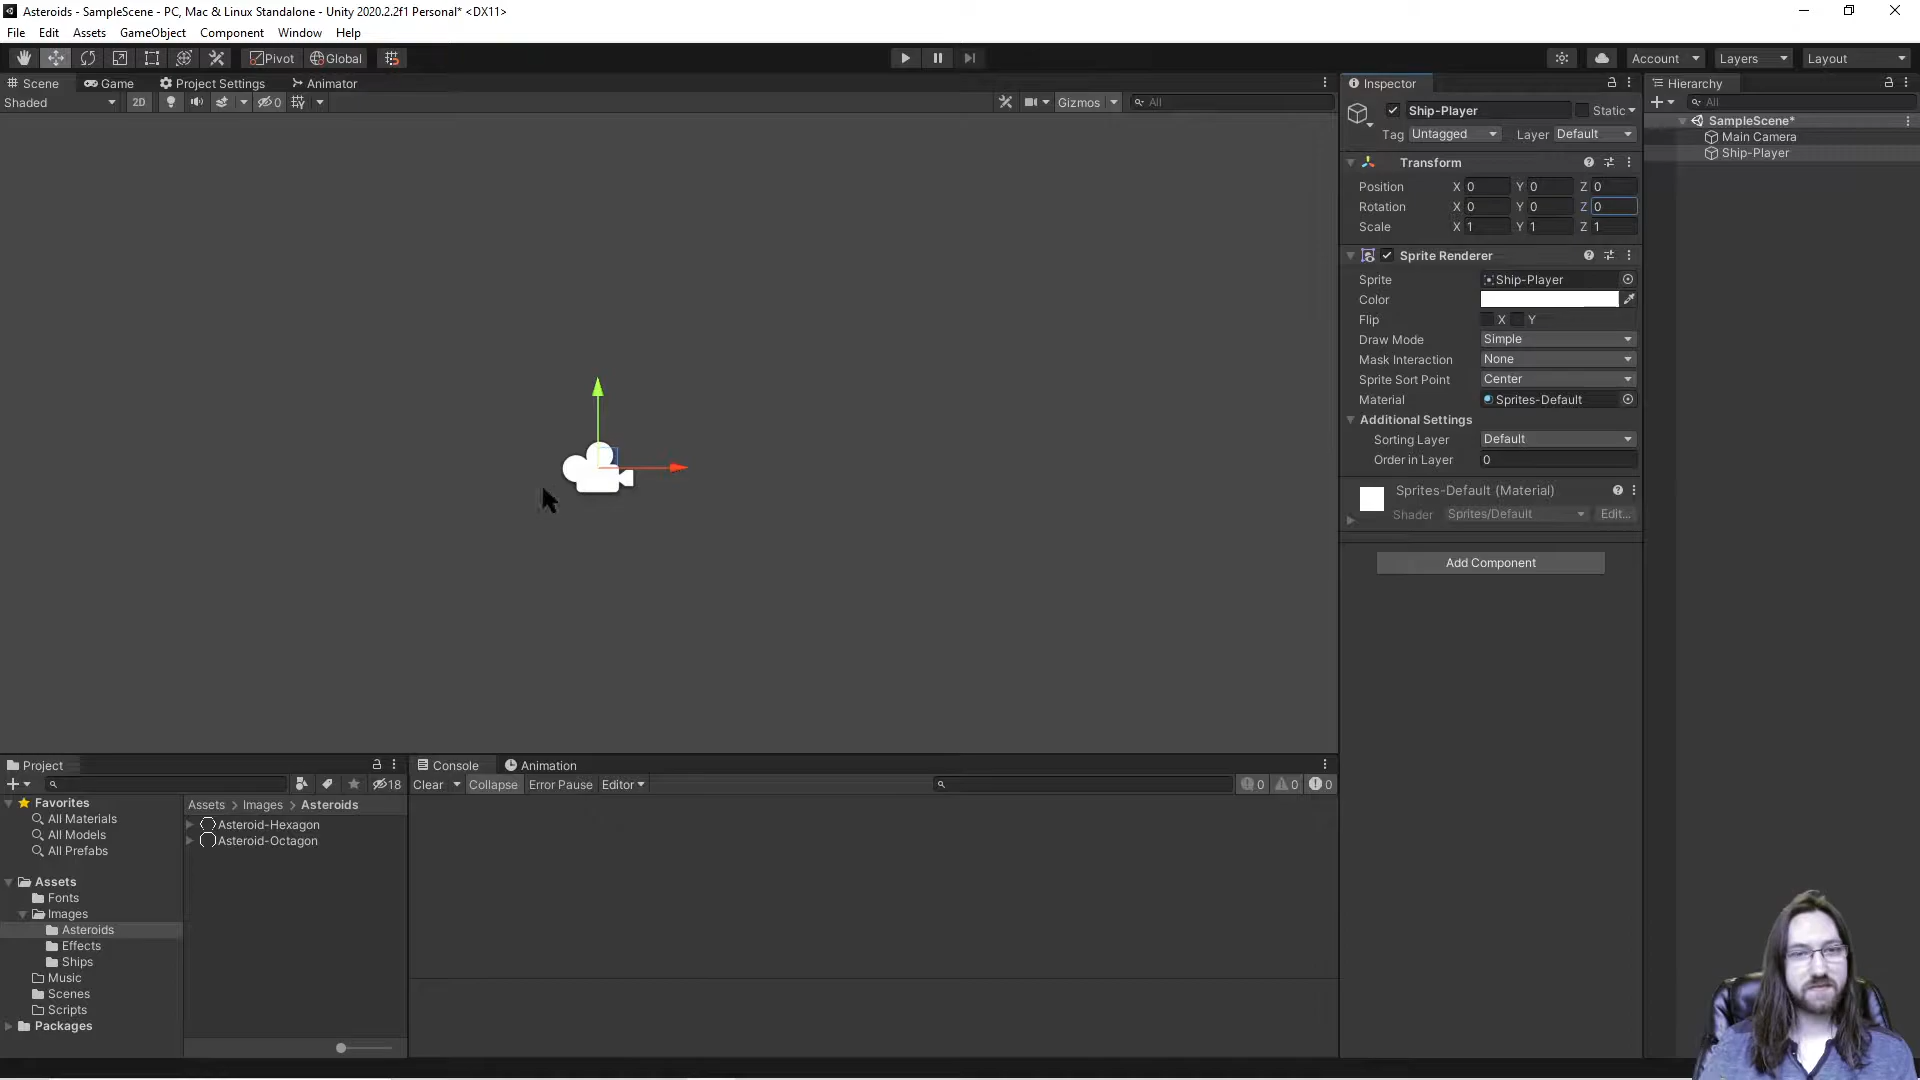 Asteroids - SampleScene - PC, Mac & Linux Standalone - Unity 2020.2.2f1 Personal* <DX11>
File Edit Assets GameObject Component Window Help
Pivot Global Account Layers Layout
Scene Game Project Settings Animator
Shaded 2D 0 Gizmos All
Inspector
Ship-Player Static
Tag Untagged Layer Default
Transform
Position X 0 Y 0 Z 0
Rotation X 0 Y 0 Z 0
Scale X 1 Y 1 Z 1
Sprite Renderer
Sprite Ship-Player
Color
Flip X Y
Draw Mode Simple
Mask Interaction None
Sprite Sort Point Center
Material Sprites-Default
Additional Settings
Sorting Layer Default
Order in Layer 0
Sprites-Default (Material)
Shader Sprites/Default Edit...
Add Component
Hierarchy
All
SampleScene*
Main Camera
Ship-Player
Project
18
Favorites
All Materials
All Models
All Prefabs
Assets
Fonts
Images
Asteroids
Effects
Ships
Music
Scenes
Scripts
Packages
Assets > Images > Asteroids
Asteroid-Hexagon
Asteroid-Octagon
Console Animation
Clear Collapse Error Pause Editor 0 0 0